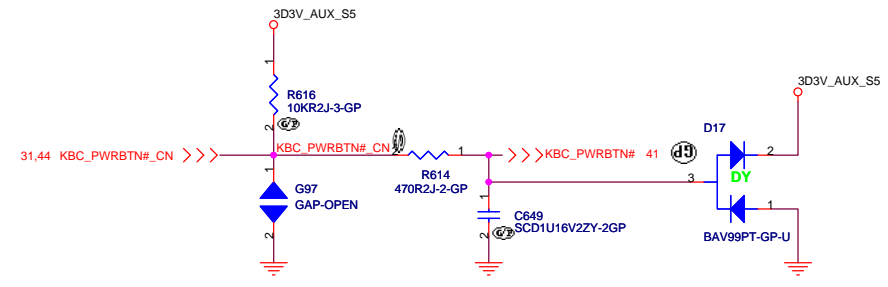 3D3V_AUX_S5
3D3V_AUX_S5
1
R616
10KR2J-3-GP
2
G/P
D17
31,44 KBC_PWRBTN#_CN
KBC_PWRBTN#_CN
2
1
KBC_PWRBTN# 41
GP
2
1
R614
470R2J-2-GP
3
DY
G97
GAP-OPEN
1
C649
SCD1U16V2ZY-2GP
1
2
2
G/P
BAV99PT-GP-U